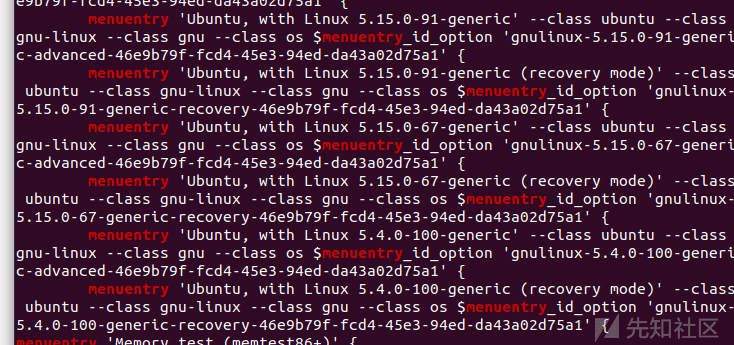 e9b79f-fcd4-45e3-94ed-da43a02d75a1' {
menuentry 'Ubuntu, with Linux 5.15.0-91-generic' --class ubuntu --class
gnu-linux --class gnu --class os $menuentry_id_option 'gnulinux-5.15.0-91-generi
c-advanced-46e9b79f-fcd4-45e3-94ed-da43a02d75a1' {
menuentry 'Ubuntu, with Linux 5.15.0-91-generic (recovery mode)' --class
ubuntu --class gnu-linux --class gnu --class os $menuentry_id_option 'gnulinux-
5.15.0-91-generic-recovery-46e9b79f-fcd4-45e3-94ed-da43a02d75a1' {
menuentry 'Ubuntu, with Linux 5.15.0-67-generic' --class ubuntu --class
gnu-linux --class gnu --class os $menuentry_id_option 'gnulinux-5.15.0-67-generi
c-advanced-46e9b79f-fcd4-45e3-94ed-da43a02d75a1' {
menuentry 'Ubuntu, with Linux 5.15.0-67-generic (recovery mode)' --class
ubuntu --class gnu-linux --class gnu --class os $menuentry_id_option 'gnulinux-
5.15.0-67-generic-recovery-46e9b79f-fcd4-45e3-94ed-da43a02d75a1' {
menuentry 'Ubuntu, with Linux 5.4.0-100-generic' --class ubuntu --class
gnu-linux --class gnu --class os $menuentry_id_option 'gnulinux-5.4.0-100-generi
c-advanced-46e9b79f-fcd4-45e3-94ed-da43a02d75a1' {
menuentry 'Ubuntu, with Linux 5.4.0-100-generic (recovery mode)' --class
ubuntu --class gnu-linux --class gnu --class os $menuentry_id_option 'gnulinux-
5.4.0-100-generic-recovery-46e9b79f-fcd4-45e3-94ed-da43a02d75a1' {
menuentry 'Memory test (memtest86+)' {
先知社区